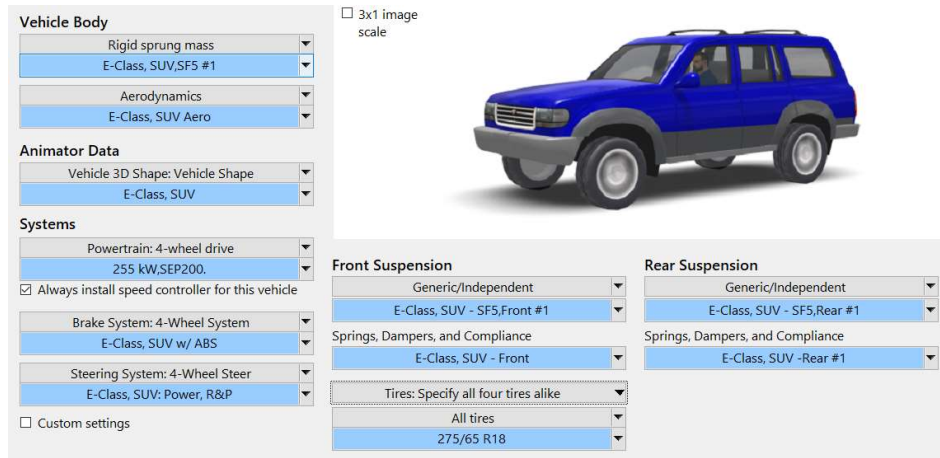 Vehicle Body
Rigid sprung mass
E-Class, SUV,SF5 #1
Aerodynamics
E-Class, SUV Aero
Animator Data
Vehicle 3D Shape: Vehicle Shape
E-Class, SUV
Systems
Powertrain: 4-wheel drive
255 kW,SEP200.
Always install speed controller for this vehicle
Brake System: 4-Wheel System
E-Class, SUV w/ ABS
Steering System: 4-Wheel Steer
E-Class, SUV: Power, R&P
Custom settings
3x1 image
scale
Front Suspension
Generic/Independent
E-Class, SUV - SF5,Front #1
Springs, Dampers, and Compliance
E-Class, SUV - Front
Tires: Specify all four tires alike
All tires
275/65 R18
Rear Suspension
Generic/Independent
E-Class, SUV - SF5,Rear #1
Springs, Dampers, and Compliance
E-Class, SUV -Rear #1